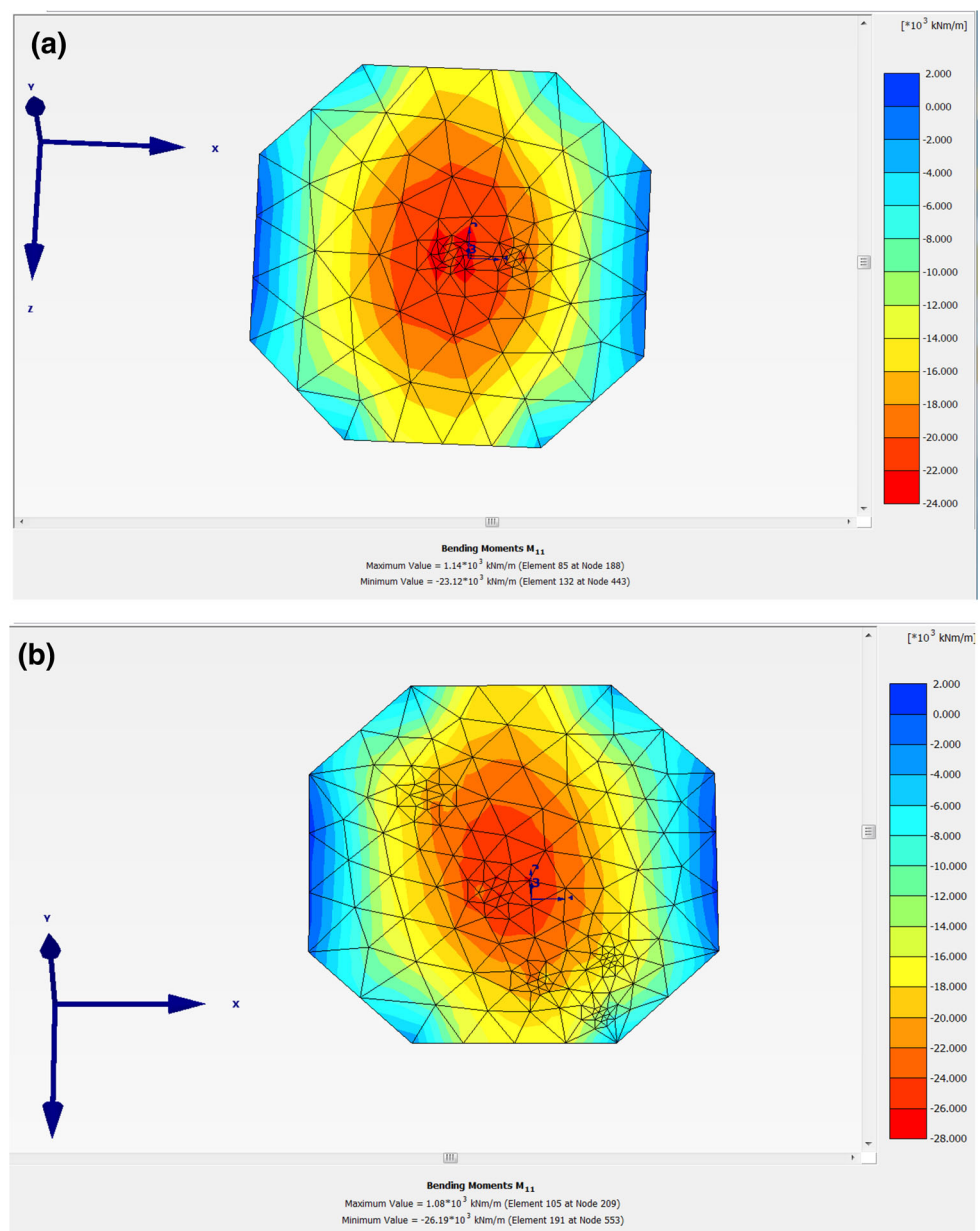 (a)
[*10³ kNm/m]
Y
X
Z
2.000
0.000
-2.000
-4.000
-6.000
-8.000
-10.000
-12.000
-14.000
-16.000
-18.000
-20.000
-22.000
-24.000
Bending Moments M₁₁
Maximum Value = 1.14*10³ kNm/m (Element 85 at Node 188)
Minimum Value = -23.12*10³ kNm/m (Element 132 at Node 443)
(b)
[*10³ kNm/m]
Y
X
2.000
0.000
-2.000
-4.000
-6.000
-8.000
-10.000
-12.000
-14.000
-16.000
-18.000
-20.000
-22.000
-24.000
-26.000
-28.000
Bending Moments M₁₁
Maximum Value = 1.08*10³ kNm/m (Element 105 at Node 209)
Minimum Value = -26.19*10³ kNm/m (Element 191 at Node 553)